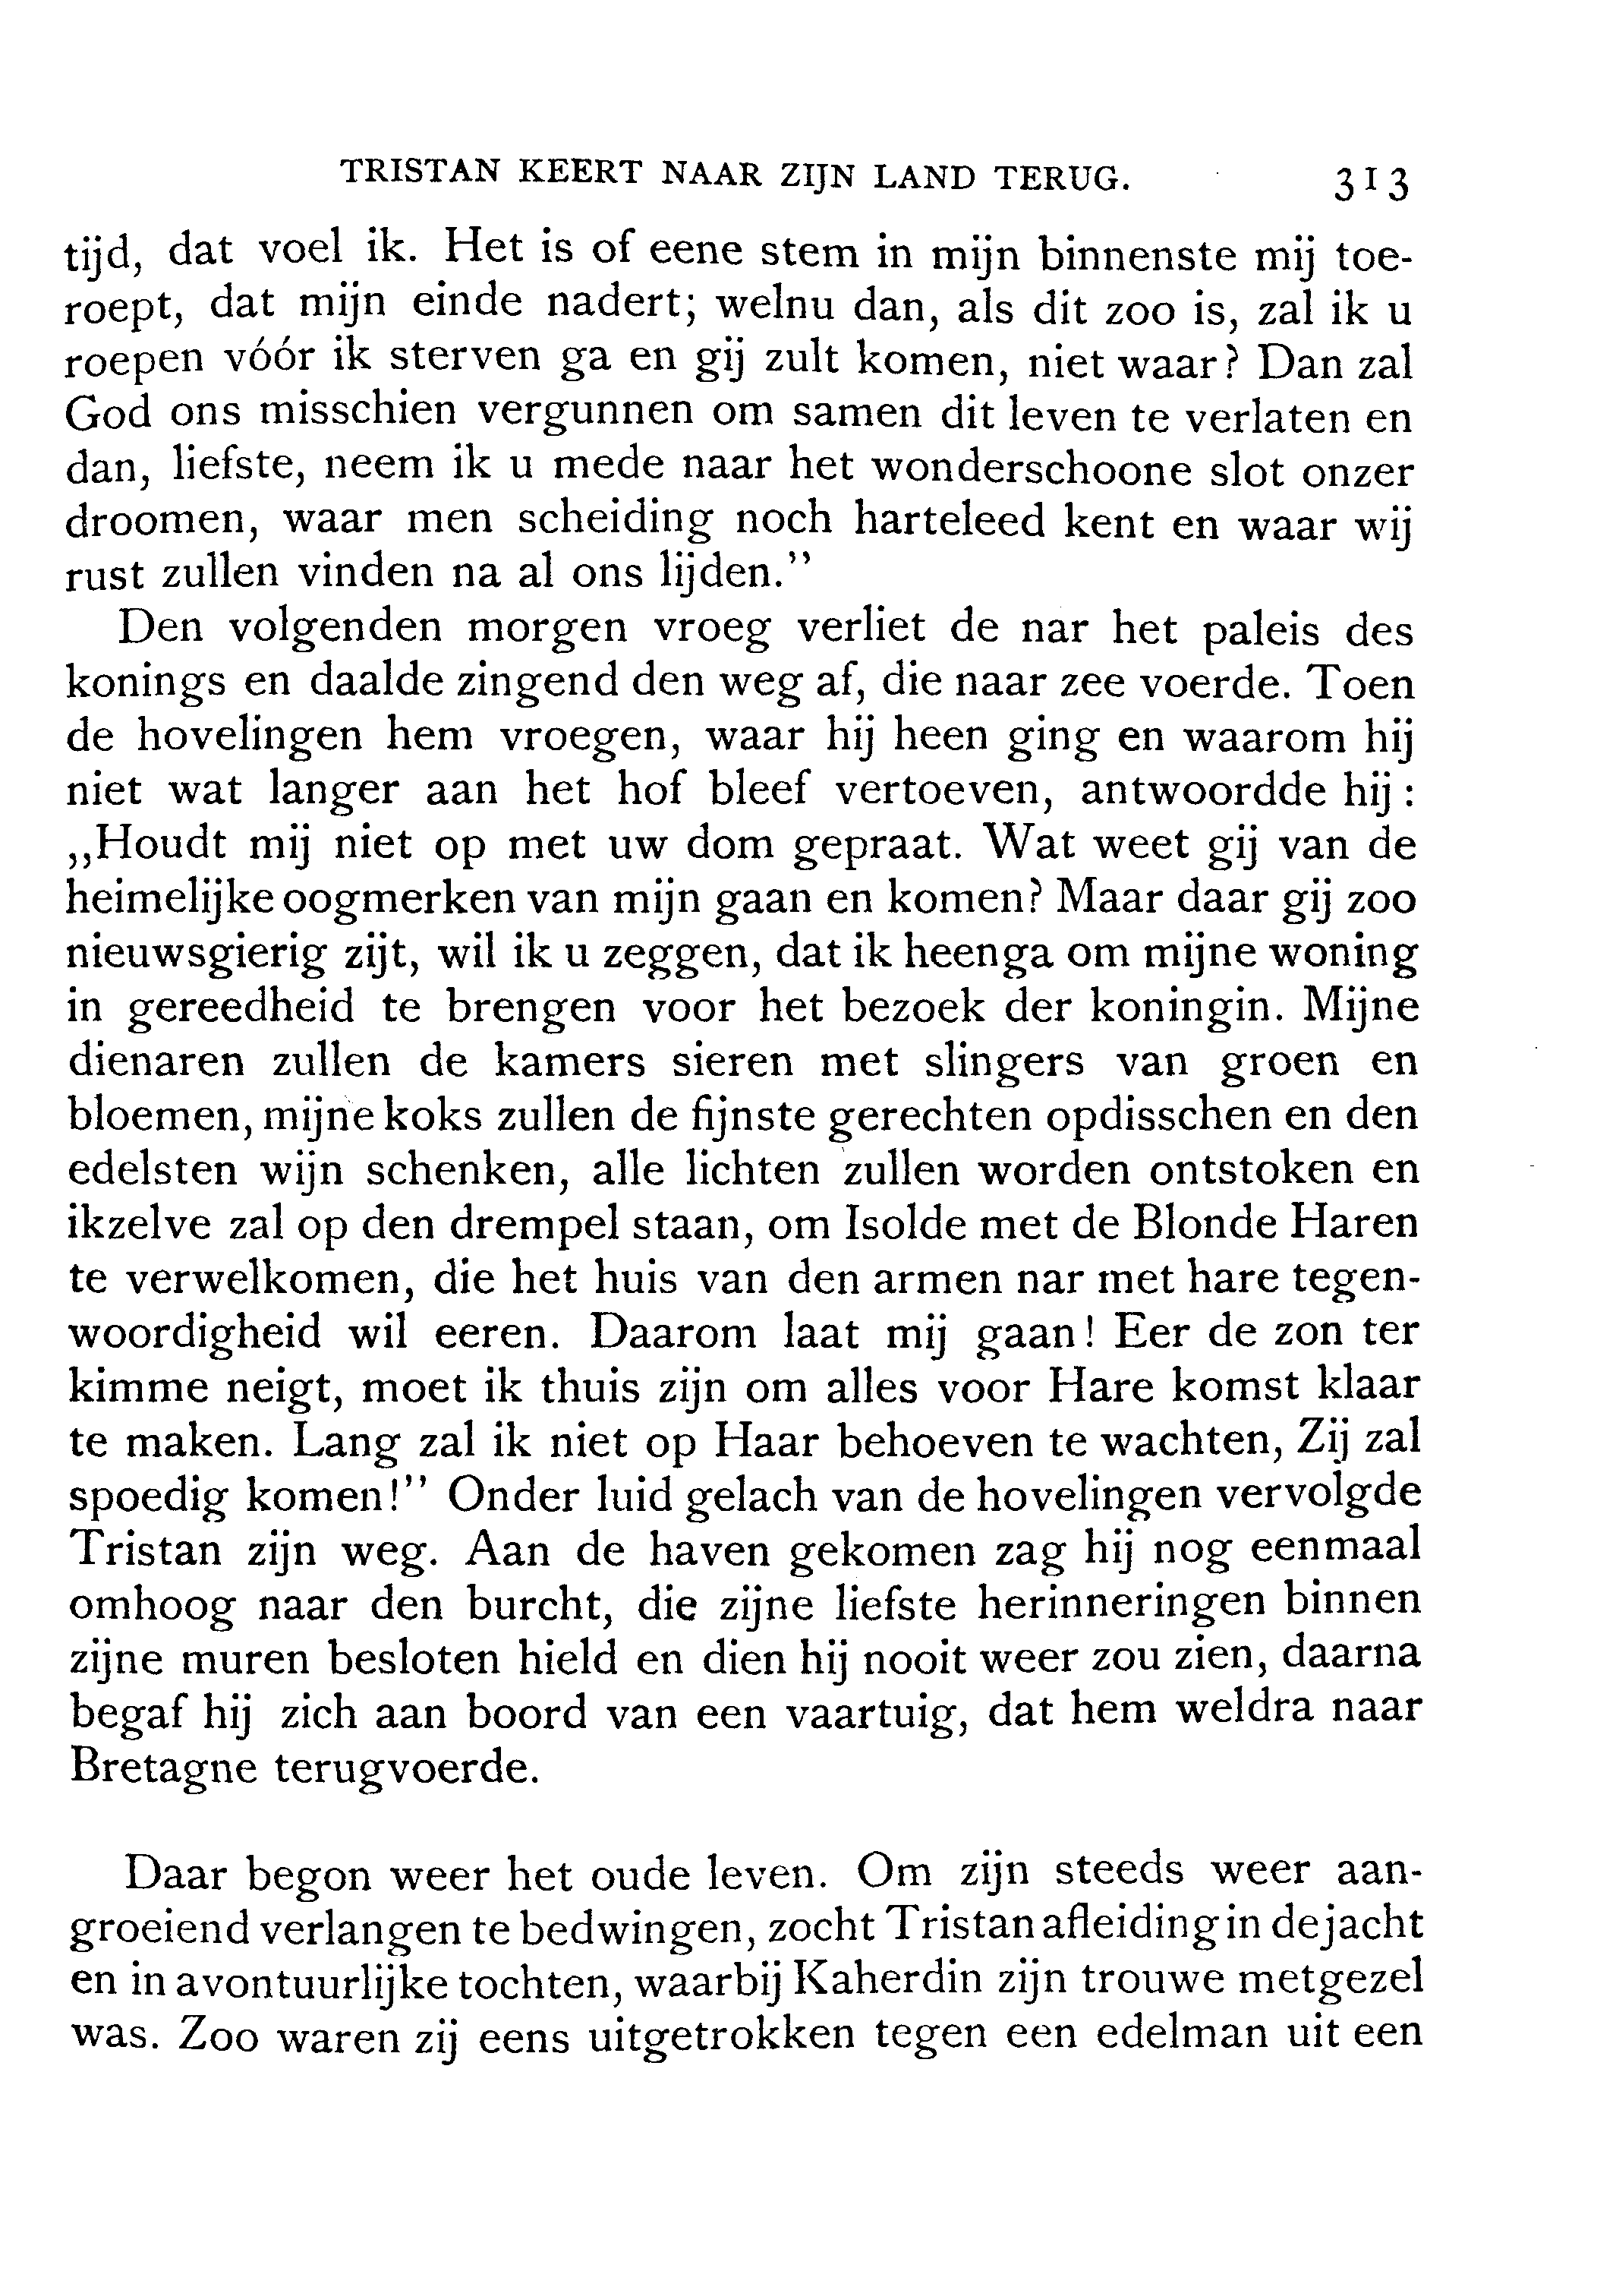 TRISTAN KEERT NAAR ZIJN LAND TERUG. 313
tijd, dat voel ik. Het is of eene stem in mijn binnenste mij toe-
roept, dat mijn einde nadert; welnu dan, als dit zoo is, zal ik u
roepen vóór ik sterven ga en gij zult komen, niet waar? Dan zal
God ons misschien vergunnen om samen dit leven te verlaten en
dan, liefste, neem ik u mede naar het wonderschoone slot onzer
droomen, waar men scheiding noch harteleed kent en waar wij
rust zullen vinden na al ons lijden.”
Den volgenden morgen vroeg verliet de nar het paleis des
konings en daalde zingend den weg af, die naar zee voerde. Toen
de hovelingen hem vroegen, waar hij heen ging en waarom hij
niet wat langer aan het hof bleef vertoeven, antwoordde hij:
„Houdt mij niet op met uw dom gepraat. Wat weet gij van de
heimelijke oogmerken van mijn gaan en komen? Maar daar gij zoo
nieuwsgierig zijt, wil ik u zeggen, dat ik heenga om mijne woning
in gereedheid te brengen voor het bezoek der koningin. Mijne
dienaren zullen de kamers sieren met slingers van groen en
bloemen, mijne koks zullen de fijnste gerechten opdisschen en den
edelsten wijn schenken, alle lichten zullen worden ontstoken en
ikzelve zal op den drempel staan, om Isolde met de Blonde Haren
te verwelkomen, die het huis van den armen nar met hare tegen-
woordigheid wil eeren. Daarom laat mij gaan! Eer de zon ter
kimme neigt, moet ik thuis zijn om alles voor Hare komst klaar
te maken. Lang zal ik niet op Haar behoeven te wachten, Zij zal
spoedig komen!” Onder luid gelach van de hovelingen vervolgde
Tristan zijn weg. Aan de haven gekomen zag hij nog eenmaal
omhoog naar den burcht, die zijne liefste herinneringen binnen
zijne muren besloten hield en dien hij nooit weer zou zien, daarna
begaf hij zich aan boord van een vaartuig, dat hem weldra naar
Bretagne terugvoerde.
Daar begon weer het oude leven. Om zijn steeds weer aan-
groeiend verlangen te bedwingen, zocht Tristan afleiding in de jacht
en in avontuurlijke tochten, waarbij Kaherdin zijn trouwe metgezel
was. Zoo waren zij eens uitgetrokken tegen een edelman uit een